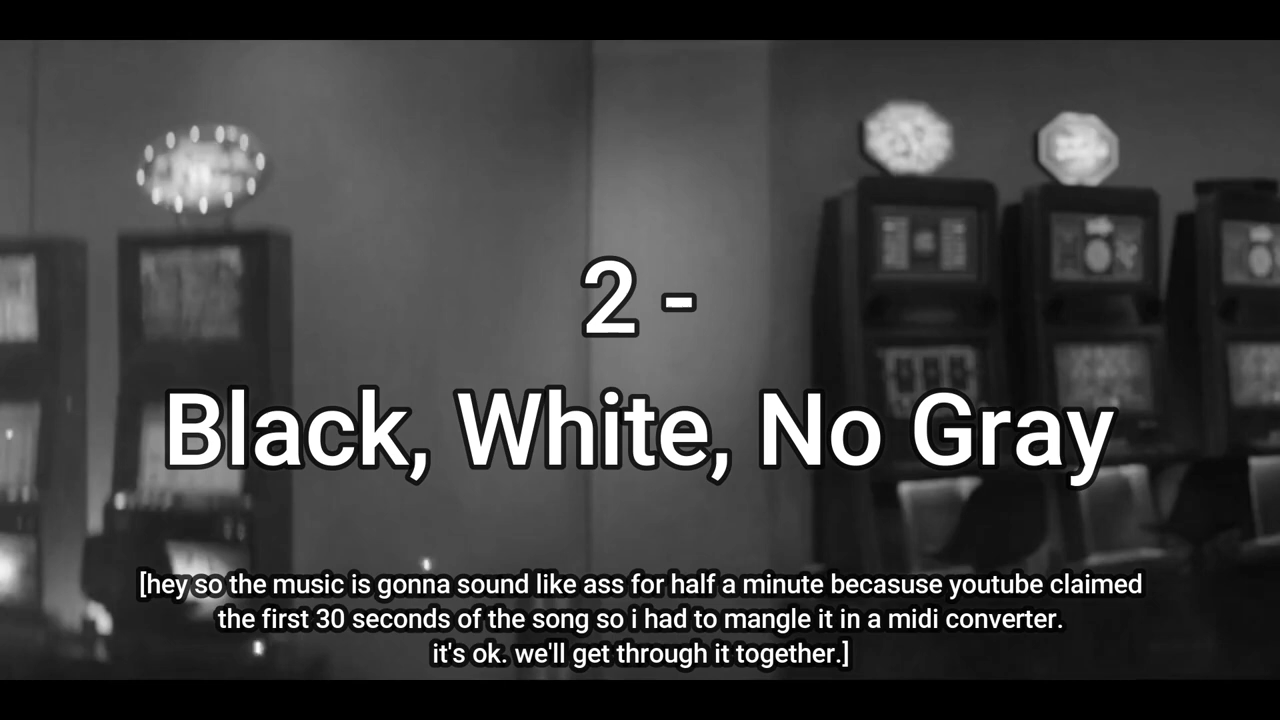 2 -
Black, White, No Gray
[hey so the music is gonna sound like ass for half a minute becasuse youtube claimed
the first 30 seconds of the song so i had to mangle it in a midi converter.
it's ok. we'll get through it together.]